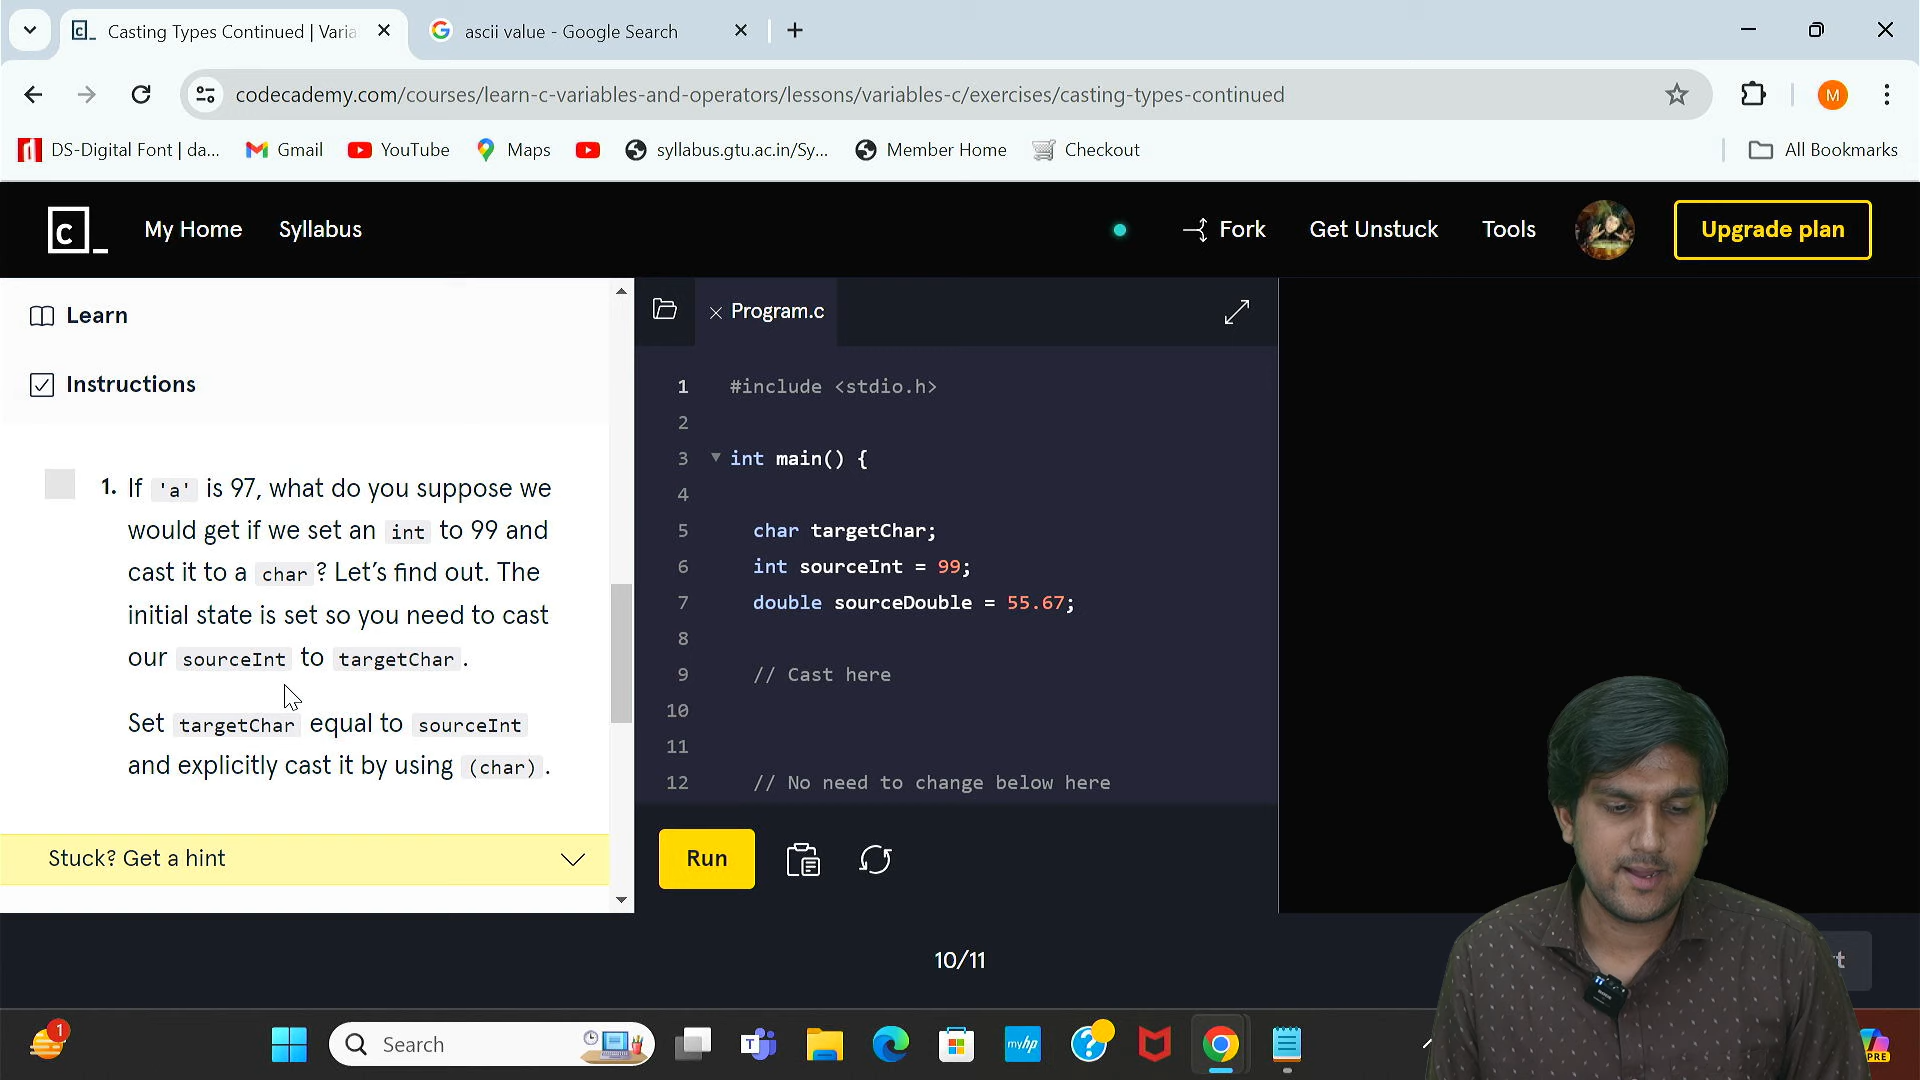 Casting Types Continued | Varia
ascii value - Google Search
codecademy.com/courses/learn-c-variables-and-operators/lessons/variables-c/exercises/casting-types-continued
M
DS-Digital Font | da...
Gmail
YouTube
Maps
syllabus.gtu.ac.in/Sy...
Member Home
Checkout
All Bookmarks
c_
My Home
Syllabus
Fork
Get Unstuck
Tools
Upgrade plan
Learn
Instructions
1. If 'a' is 97, what do you suppose we
would get if we set an int to 99 and
cast it to a char? Let's find out. The
initial state is set so you need to cast
our sourceInt to targetChar.
Set targetChar equal to sourceInt
and explicitly cast it by using (char).
Stuck? Get a hint
Program.c
1 #include <stdio.h>
2
3 int main() {
4
5 char targetChar;
6 int sourceInt = 99;
7 double sourceDouble = 55.67;
8
9 // Cast here
10
11
12 // No need to change below here
Run
10/11
1
Search
T
myhp
?
PRE